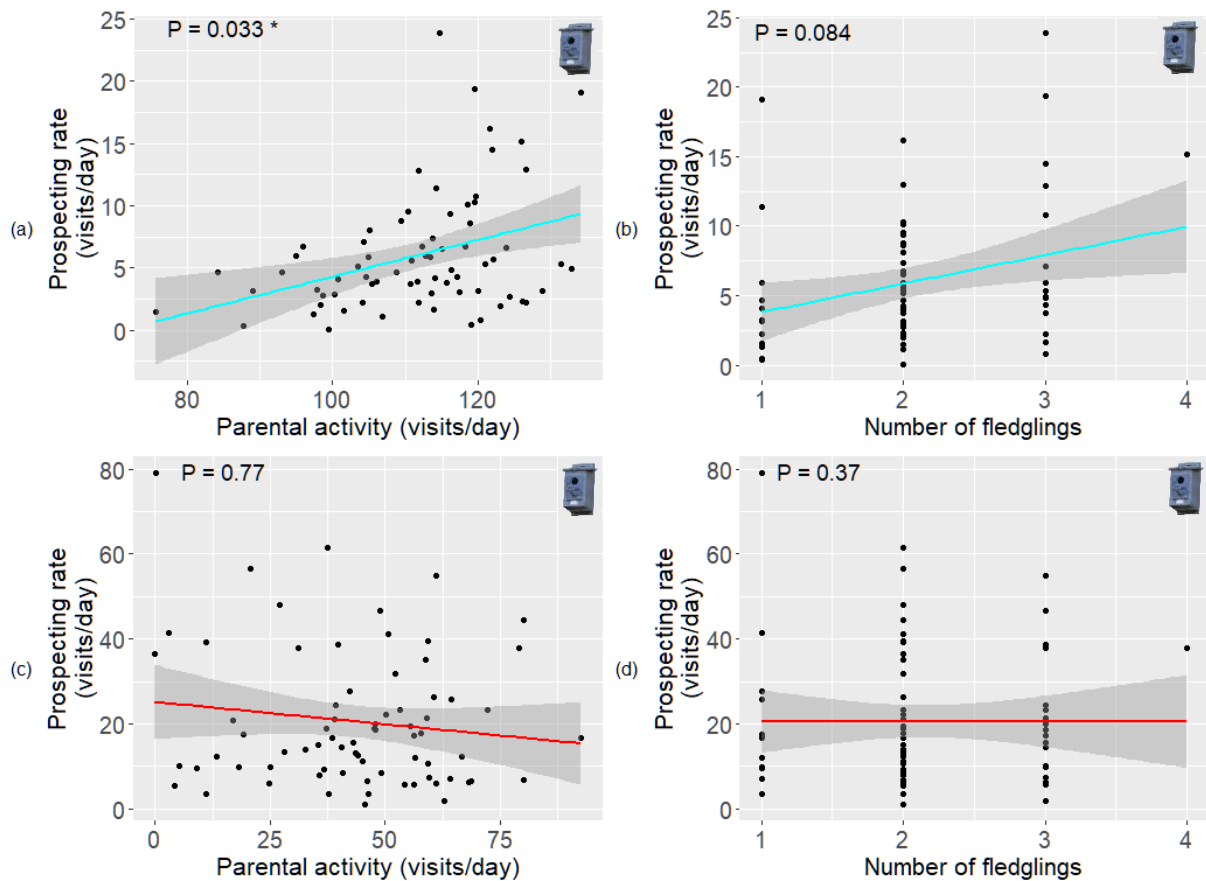 P = 0.033 *
25
20
15
10
5
0
Prospecting rate
(visits/day)
(a)
80
100
120
Parental activity (visits/day)
P = 0.084
25
20
15
10
5
0
Prospecting rate
(visits/day)
(b)
1
2
3
4
Number of fledglings
P = 0.77
80
60
40
20
0
Prospecting rate
(visits/day)
(c)
0
25
50
75
Parental activity (visits/day)
P = 0.37
80
60
40
20
0
Prospecting rate
(visits/day)
(d)
1
2
3
4
Number of fledglings